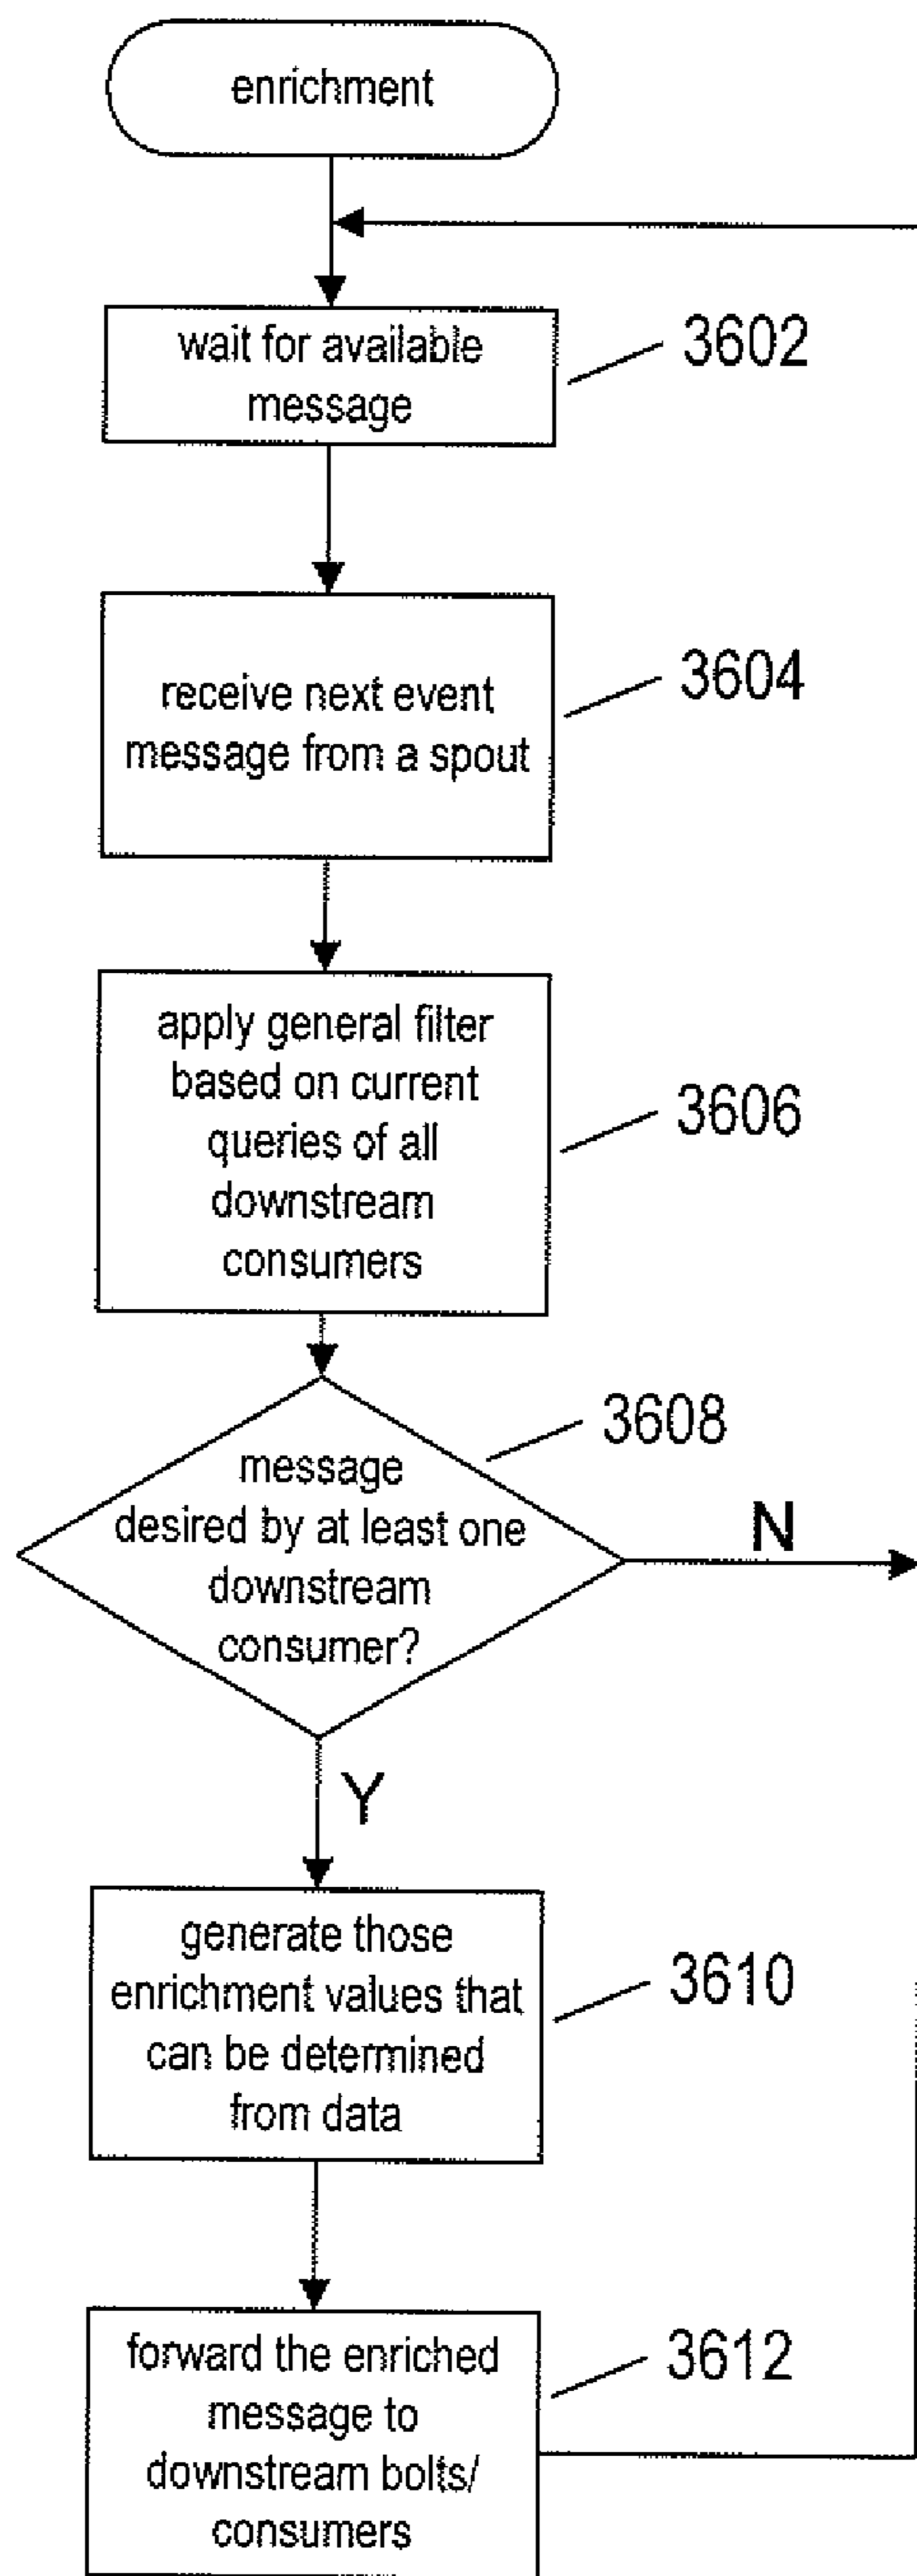 enrichment
wait for available
message
3602
receive next event
message from a spout
3604
apply general filter
based on current
queries of all
downstream
consumers
3606
message
desired by at least one
downstream
consumer?
3608
N
Y
generate those
enrichment values that
can be determined
from data
3610
forward the enriched
message to
downstream bolts/
consumers
3612